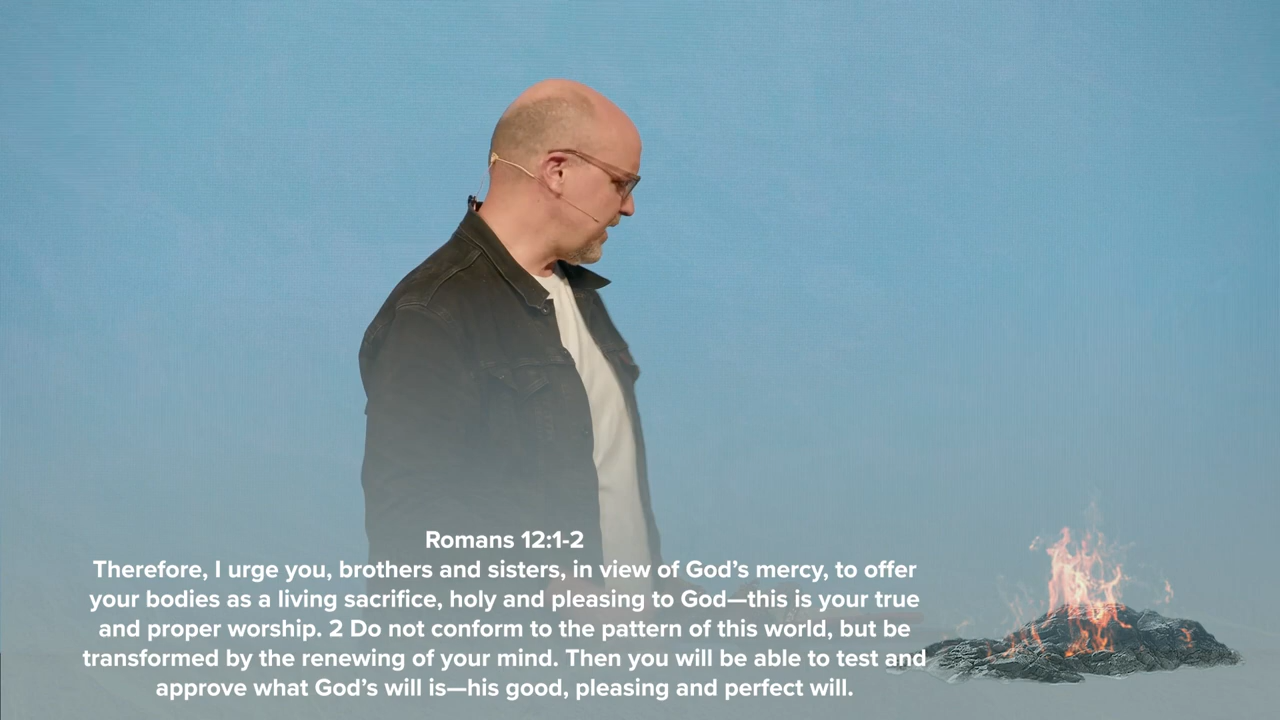 Romans 12:1-2
Therefore, I urge you, brothers and sisters, in view of God’s mercy, to offer
your bodies as a living sacrifice, holy and pleasing to God—this is your true
and proper worship. 2 Do not conform to the pattern of this world, but be
transformed by the renewing of your mind. Then you will be able to test and
approve what God’s will is—his good, pleasing and perfect will.